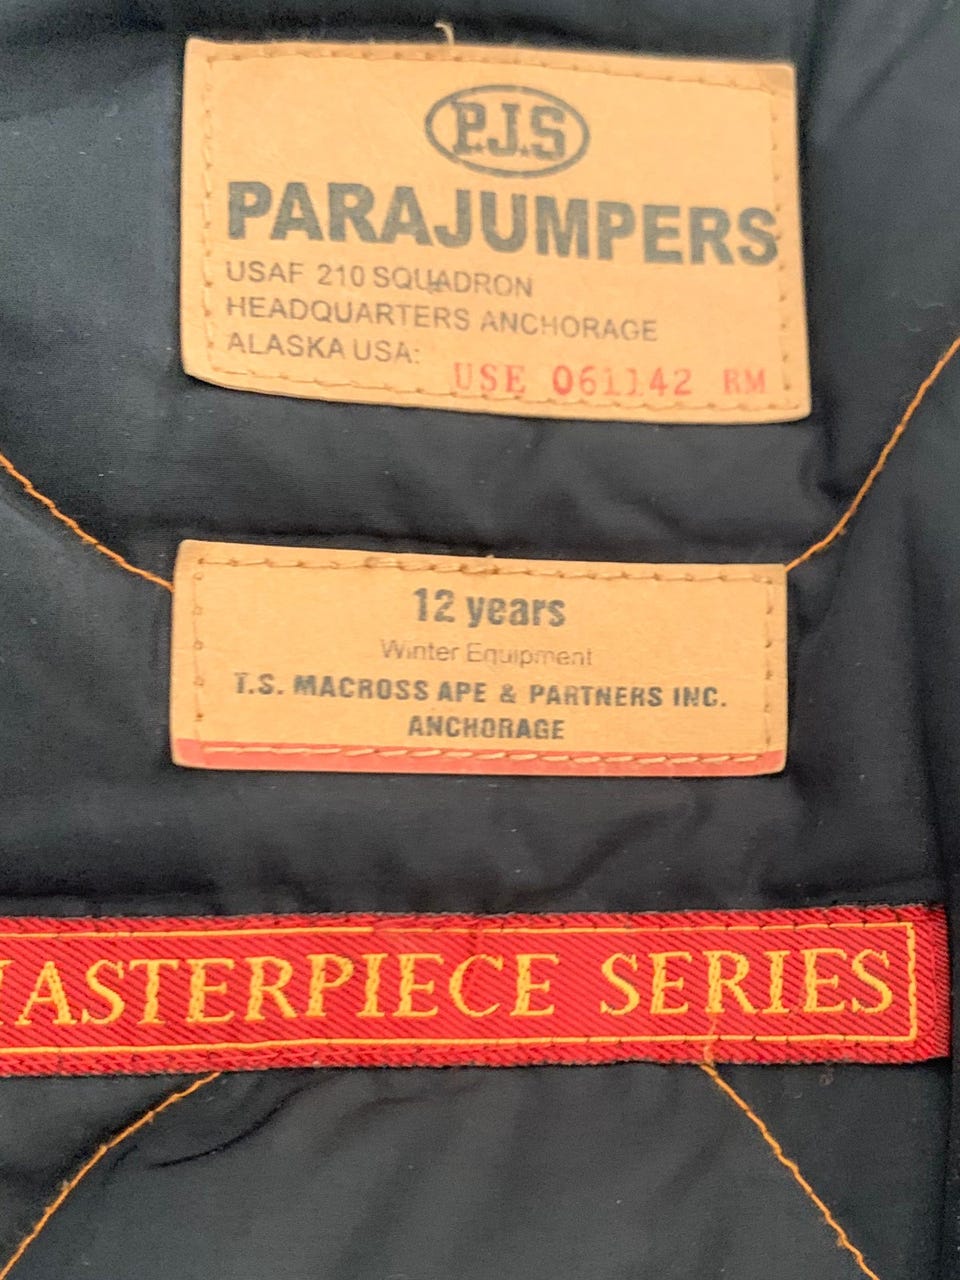 P.J.S
PARAJUMPERS
USAF 210 SQUADRON
HEADQUARTERS ANCHORAGE
ALASKA USA: USE 061142 RM
12 years
Winter Equipment
T.S. MACROSS APE & PARTNERS INC.
ANCHORAGE
MASTERPIECE SERIES